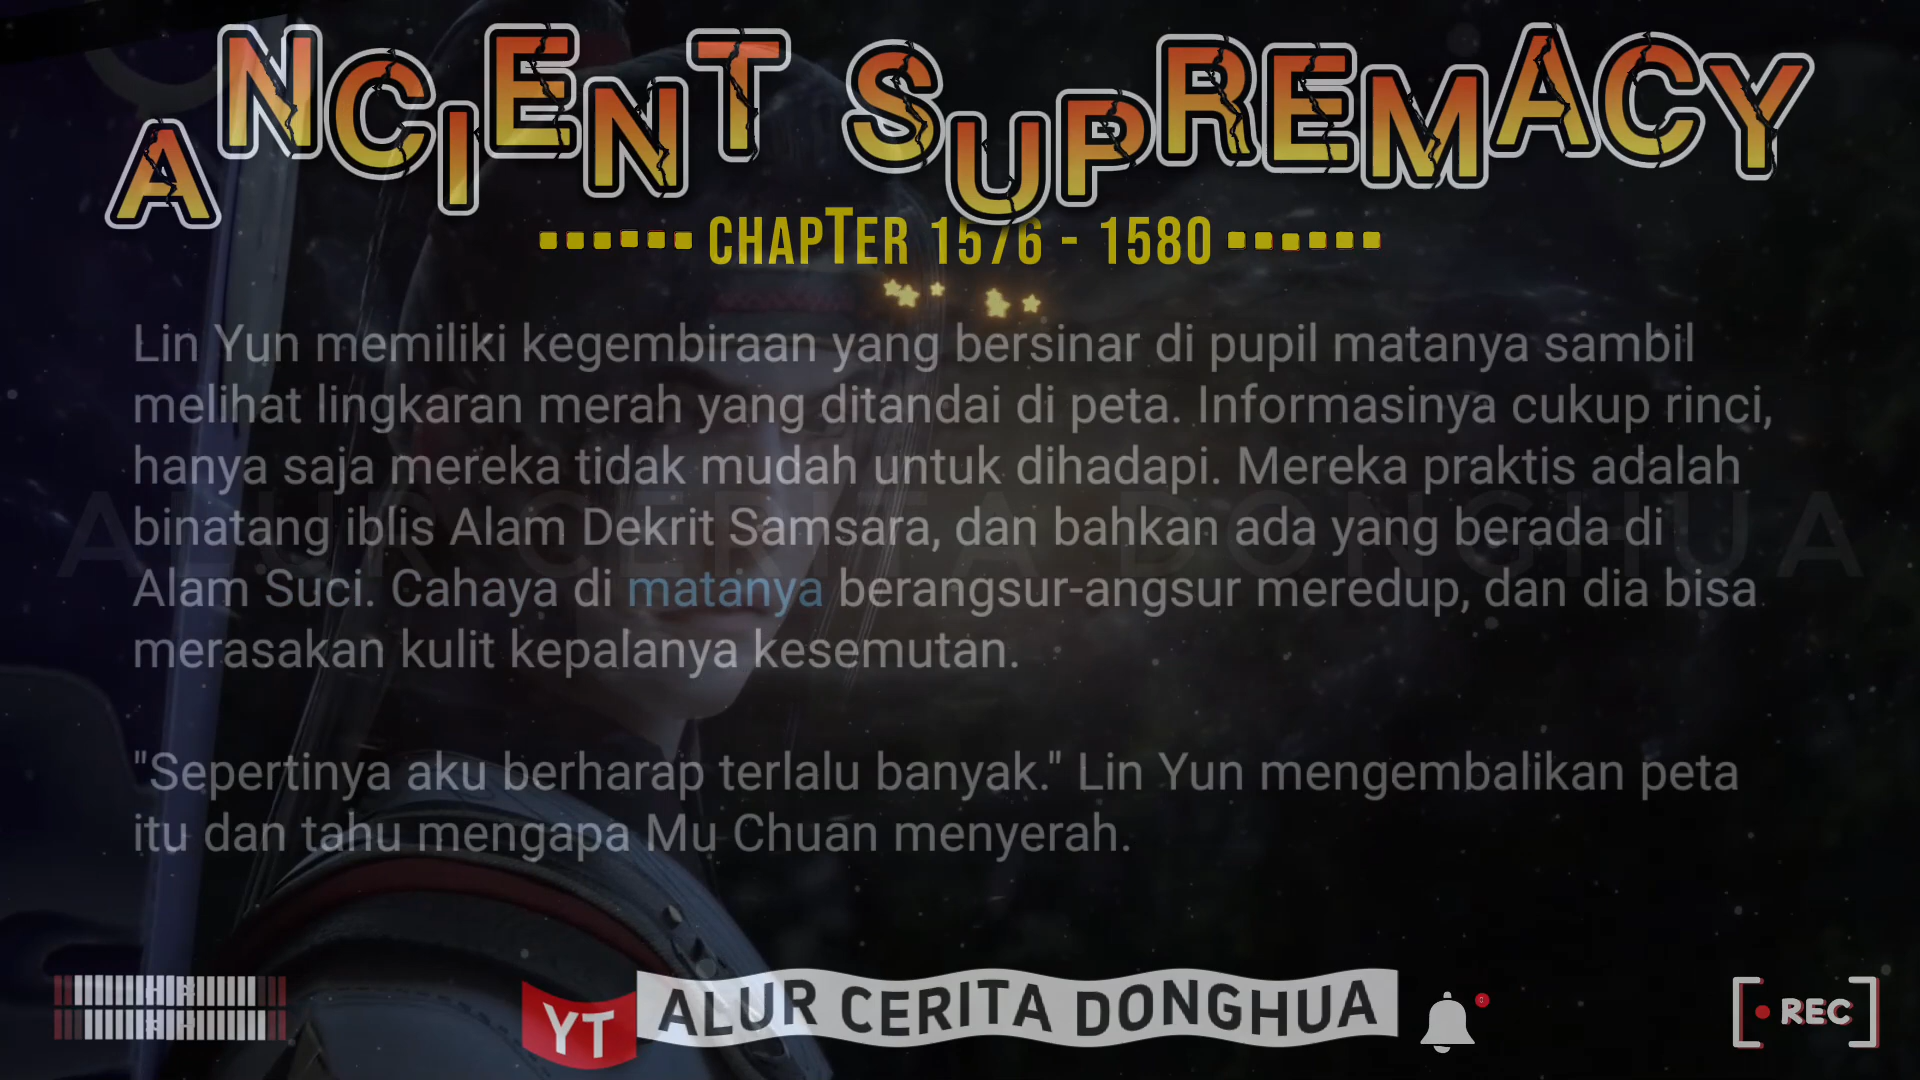 ANCIENT SUPREMACY
CHAPTER 1576 - 1580
Lin Yun memiliki kegembiraan yang bersinar di pupil matanya sambil
melihat lingkaran merah yang ditandai di peta. Informasinya cukup rinci,
hanya saja mereka tidak mudah untuk dihadapi. Mereka praktis adalah
ALUR CERITA DONGHUA
binatang iblis Alam Dekrit Samsara, dan bahkan ada yang berada di
Alam Suci. Cahaya di matanya berangsur-angsur meredup, dan dia bisa
merasakan kulit kepalanya kesemutan.
"Sepertinya aku berharap terlalu banyak." Lin Yun mengembalikan peta
itu dan tahu mengapa Mu Chuan menyerah.
YT ALUR CERITA DONGHUA
REC